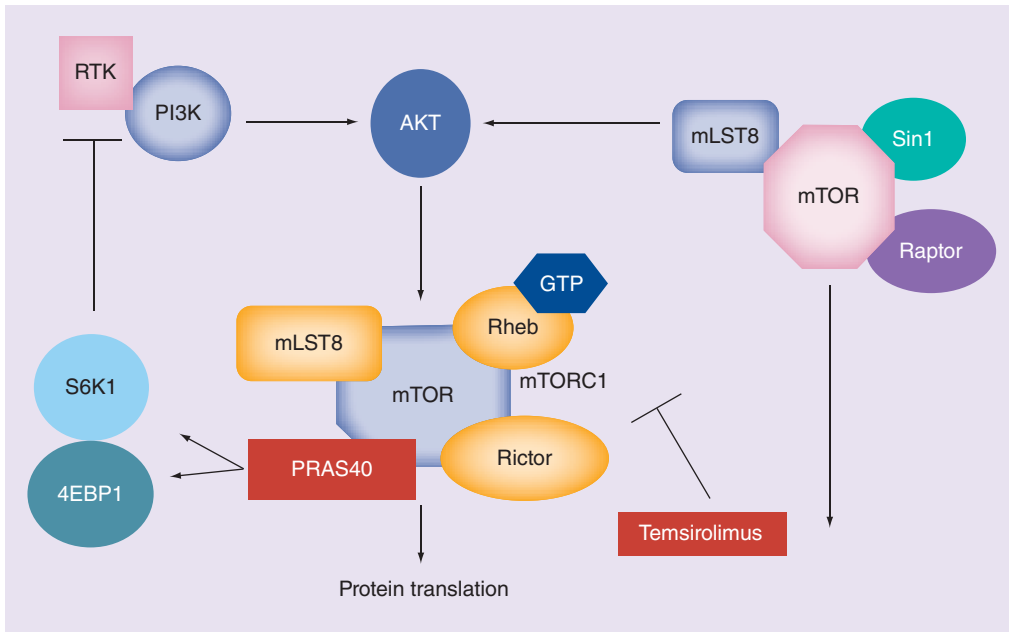 RTK
PI3K
AKT
mLST8
Sin1
mTOR
Raptor
GTP
Rheb
mLST8
mTORC1
mTOR
S6K1
Rictor
PRAS40
4EBP1
Temsirolimus
Protein translation